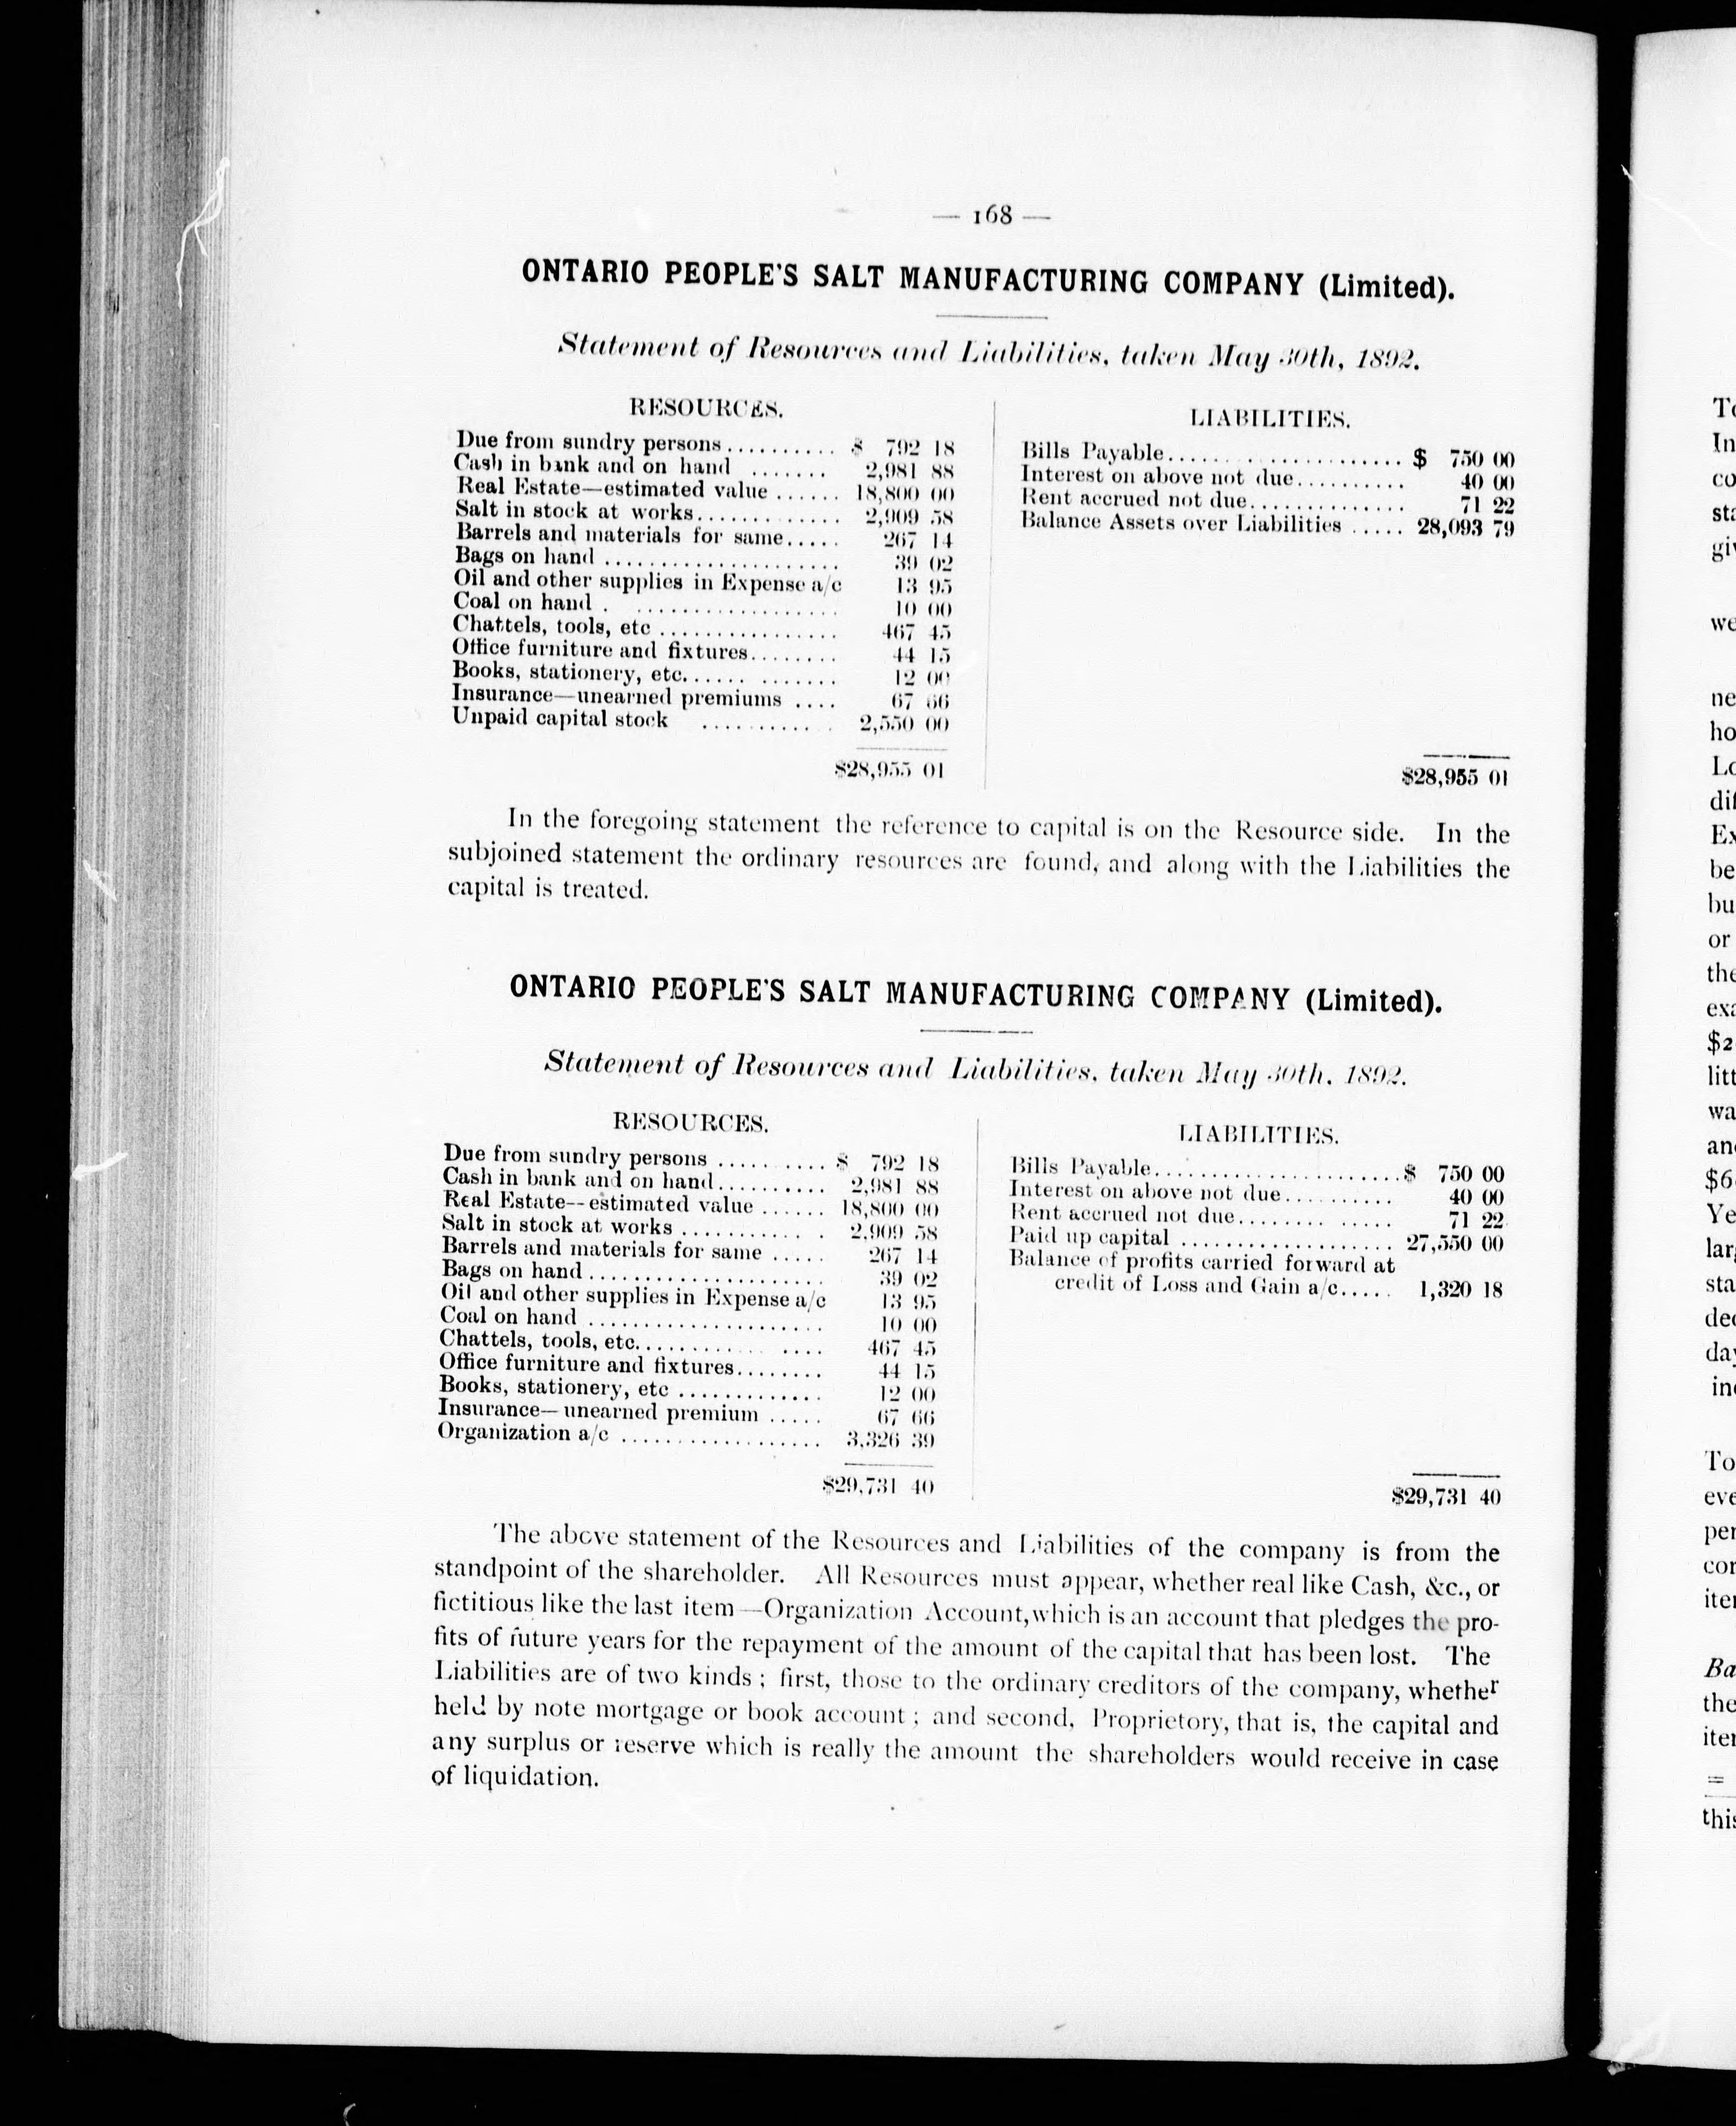 — 168 —
ONTARIO PEOPLE'S SALT MANUFACTURING COMPANY (Limited).
Statement of Resources and Liabilities, taken May 30th, 1892.
RESOURCES.
Due from sundry persons.......... $ 792 18
Cash in bank and on hand ....... 2,981 88
Real Estate—estimated value ...... 18,800 00
Salt in stock at works............. 2,909 58
Barrels and materials for same..... 267 14
Bags on hand ..................... 39 02
Oil and other supplies in Expense a/c 13 95
Coal on hand . .................. 10 00
Chattels, tools, etc ................ 467 45
Office furniture and fixtures........ 44 15
Books, stationery, etc...... ....... 12 00
Insurance—unearned premiums .... 67 66
Unpaid capital stock ........... 2,550 00
$28,955 01
LIABILITIES.
Bills Payable..................... $ 750 00
Interest on above not due.......... 40 00
Rent accrued not due.............. 71 22
Balance Assets over Liabilities ..... 28,093 79
$28,955 01
In the foregoing statement the reference to capital is on the Resource side. In the
subjoined statement the ordinary resources are found, and along with the Liabilities the
capital is treated.
ONTARIO PEOPLE'S SALT MANUFACTURING COMPANY (Limited).
Statement of Resources and Liabilities, taken May 30th, 1892.
RESOURCES.
Due from sundry persons .......... $ 792 18
Cash in bank and on hand.......... 2,981 88
Real Estate--estimated value ...... 18,800 00
Salt in stock at works ............. 2,909 58
Barrels and materials for same ..... 267 14
Bags on hand..................... 39 02
Oil and other supplies in Expense a/c 13 95
Coal on hand ..................... 10 00
Chattels, tools, etc............ .... 467 45
Office furniture and fixtures........ 44 15
Books, stationery, etc ............. 12 00
Insurance—unearned premium ..... 67 66
Organization a/c .................. 3,326 39
$29,731 40
LIABILITIES.
Bills Payable......................$ 750 00
Interest on above not due.......... 40 00
Rent accrued not due........ ..... 71 22
Paid up capital ................... 27,550 00
Balance of profits carried forward at
credit of Loss and Gain a/c..... 1,320 18
$29,731 40
The above statement of the Resources and Liabilities of the company is from the
standpoint of the shareholder. All Resources must appear, whether real like Cash, &c., or
fictitious like the last item—Organization Account, which is an account that pledges the pro-
fits of future years for the repayment of the amount of the capital that has been lost. The
Liabilities are of two kinds ; first, those to the ordinary creditors of the company, whether
held by note mortgage or book account ; and second, Proprietory, that is, the capital and
any surplus or reserve which is really the amount the shareholders would receive in case
of liquidation.